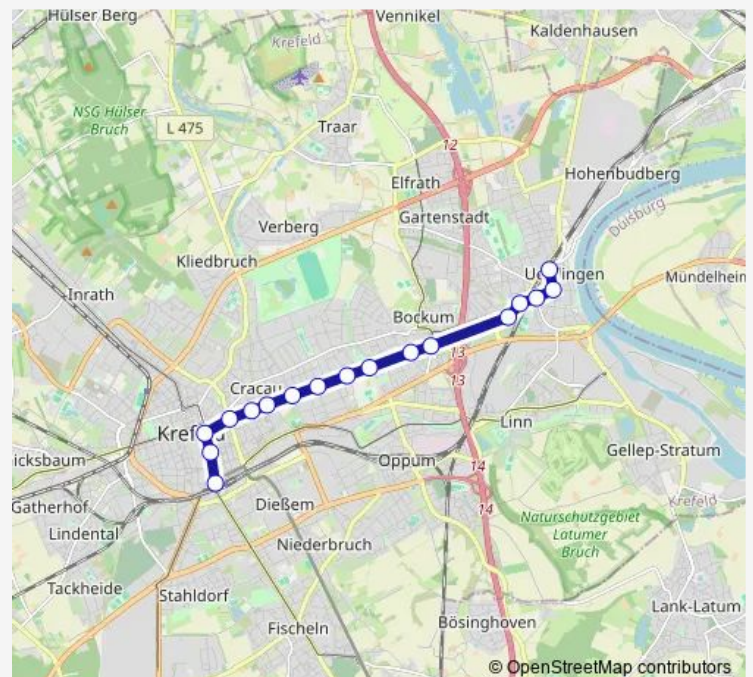 Hülser Berg
Vennikel
Kaldenhausen
Krefeld
NSG Hülser
Bruch
L 475
Traar
12
Elfrath
Hohenbudberg
Gartenstadt
Duisburg
Verberg
Kliedbruch
Mündelheim
Inrath
Bockum
13
13
Cracau
Linn
icksbaum
Oppum
Gellep-Stratum
14
14
Krefeld
Gatherhof
Dießem
Naturschutzgebiet
Latumer
Bruch
Lindental
Niederbruch
Tackheide
Stahldorf
Lank-Latum
Fischeln
Bösinghoven
© OpenStreetMap contributors